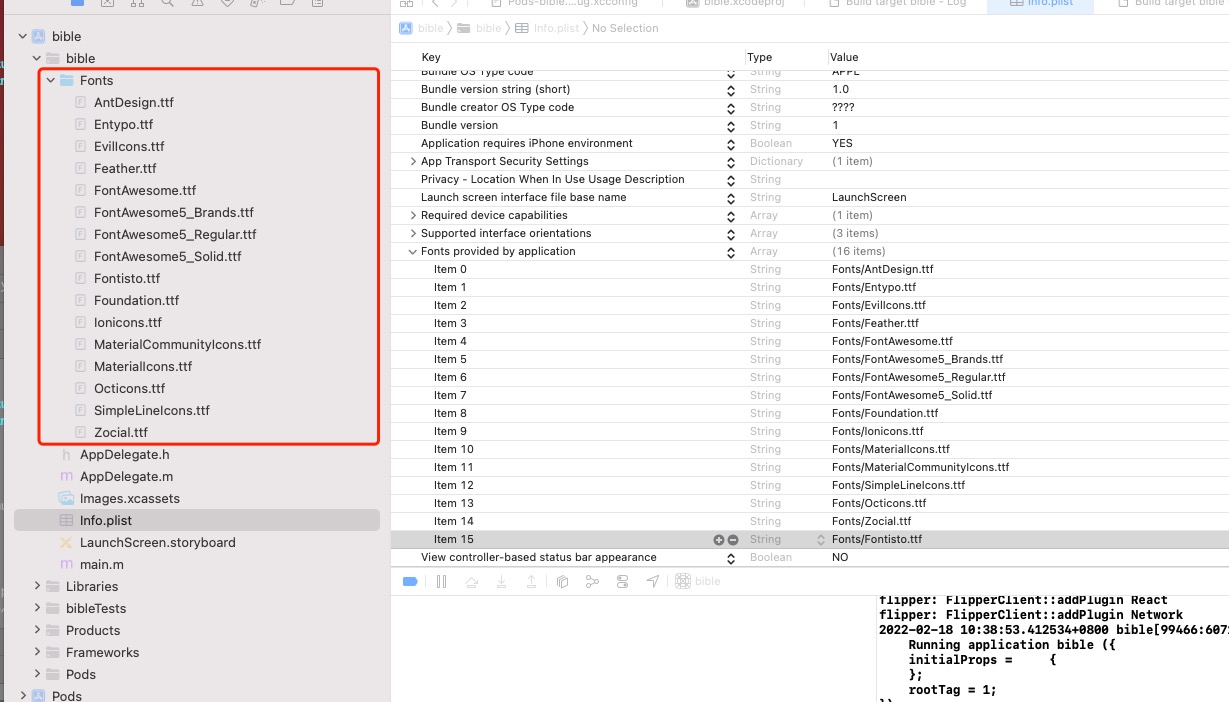 Pods-bible....ug.xcconfig
bible.xcodeproj
Build target bible - Log
Info.plist
Build target bible
bible
bible
Fonts
AntDesign.ttf
Entypo.ttf
EvilIcons.ttf
Feather.ttf
FontAwesome.ttf
FontAwesome5_Brands.ttf
FontAwesome5_Regular.ttf
FontAwesome5_Solid.ttf
Fontisto.ttf
Foundation.ttf
Ionicons.ttf
MaterialCommunityIcons.ttf
MaterialIcons.ttf
Octicons.ttf
SimpleLineIcons.ttf
Zocial.ttf
h AppDelegate.h
m AppDelegate.m
Images.xcassets
Info.plist
LaunchScreen.storyboard
m main.m
Libraries
bibleTests
Products
Frameworks
Pods
Pods
bible bible Info.plist No Selection
Key Type Value
Bundle OS Type code String APPL
Bundle version string (short) String 1.0
Bundle creator OS Type code String ????
Bundle version String 1
Application requires iPhone environment Boolean YES
App Transport Security Settings Dictionary (1 item)
Privacy - Location When In Use Usage Description String
Launch screen interface file base name String LaunchScreen
Required device capabilities Array (1 item)
Supported interface orientations Array (3 items)
Fonts provided by application Array (16 items)
Item 0 String Fonts/AntDesign.ttf
Item 1 String Fonts/Entypo.ttf
Item 2 String Fonts/EvilIcons.ttf
Item 3 String Fonts/Feather.ttf
Item 4 String Fonts/FontAwesome.ttf
Item 5 String Fonts/FontAwesome5_Brands.ttf
Item 6 String Fonts/FontAwesome5_Regular.ttf
Item 7 String Fonts/FontAwesome5_Solid.ttf
Item 8 String Fonts/Foundation.ttf
Item 9 String Fonts/Ionicons.ttf
Item 10 String Fonts/MaterialIcons.ttf
Item 11 String Fonts/MaterialCommunityIcons.ttf
Item 12 String Fonts/SimpleLineIcons.ttf
Item 13 String Fonts/Octicons.ttf
Item 14 String Fonts/Zocial.ttf
Item 15 String Fonts/Fontisto.ttf
View controller-based status bar appearance Boolean NO
bible
flipper: FlipperClient::addPlugin React
flipper: FlipperClient::addPlugin Network
2022-02-18 10:38:53.412534+0800 bible[99466:607
Running application bible ({
initialProps = {
};
rootTag = 1;